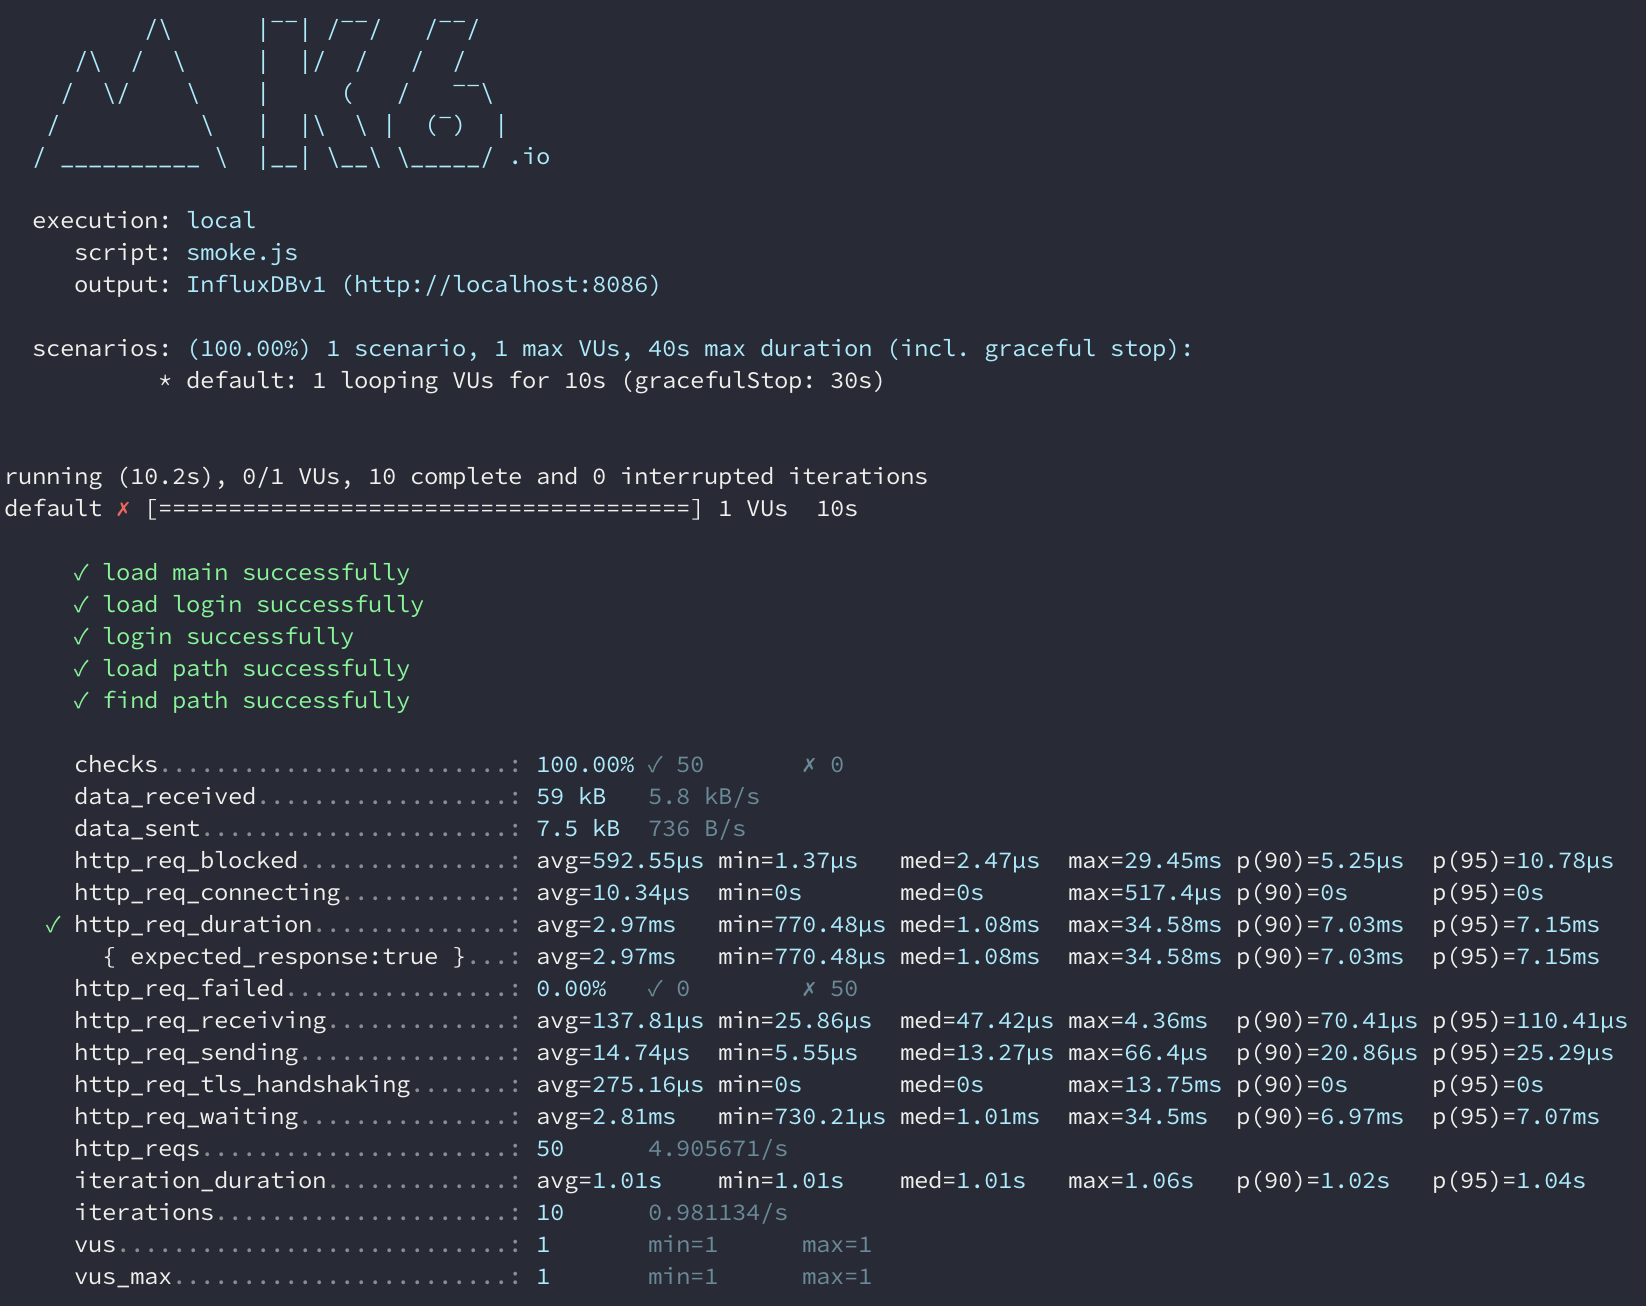 /\      |‾‾| /‾‾/   /‾‾/
    /\  /  \     |  |/  /   /  /
   /  \/    \    |     (   /   ‾‾\
  /          \   |  |\  \ |  (‾)  |
 / __________ \  |__| \__\ \_____/ .io
execution: local
script: smoke.js
output: InfluxDBv1 (http://localhost:8086)
scenarios: (100.00%) 1 scenario, 1 max VUs, 40s max duration (incl. graceful stop):
* default: 1 looping VUs for 10s (gracefulStop: 30s)
running (10.2s), 0/1 VUs, 10 complete and 0 interrupted iterations
default ✗ [======================================] 1 VUs  10s
✓ load main successfully
✓ load login successfully
✓ login successfully
✓ load path successfully
✓ find path successfully
checks.........................: 100.00% ✓ 50       ✗ 0
data_received..................: 59 kB   5.8 kB/s
data_sent......................: 7.5 kB  736 B/s
http_req_blocked...............: avg=592.55µs min=1.37µs   med=2.47µs  max=29.45ms p(90)=5.25µs  p(95)=10.78µs
http_req_connecting............: avg=10.34µs  min=0s       med=0s      max=517.4µs p(90)=0s      p(95)=0s
✓ http_req_duration..............: avg=2.97ms   min=770.48µs med=1.08ms  max=34.58ms p(90)=7.03ms  p(95)=7.15ms
{ expected_response:true }...: avg=2.97ms   min=770.48µs med=1.08ms  max=34.58ms p(90)=7.03ms  p(95)=7.15ms
http_req_failed................: 0.00%   ✓ 0        ✗ 50
http_req_receiving.............: avg=137.81µs min=25.86µs  med=47.42µs max=4.36ms  p(90)=70.41µs p(95)=110.41µs
http_req_sending...............: avg=14.74µs  min=5.55µs   med=13.27µs max=66.4µs  p(90)=20.86µs p(95)=25.29µs
http_req_tls_handshaking.......: avg=275.16µs min=0s       med=0s      max=13.75ms p(90)=0s      p(95)=0s
http_req_waiting...............: avg=2.81ms   min=730.21µs med=1.01ms  max=34.5ms  p(90)=6.97ms  p(95)=7.07ms
http_reqs......................: 50      4.905671/s
iteration_duration.............: avg=1.01s    min=1.01s    med=1.01s   max=1.06s   p(90)=1.02s   p(95)=1.04s
iterations.....................: 10      0.981134/s
vus............................: 1       min=1      max=1
vus_max........................: 1       min=1      max=1